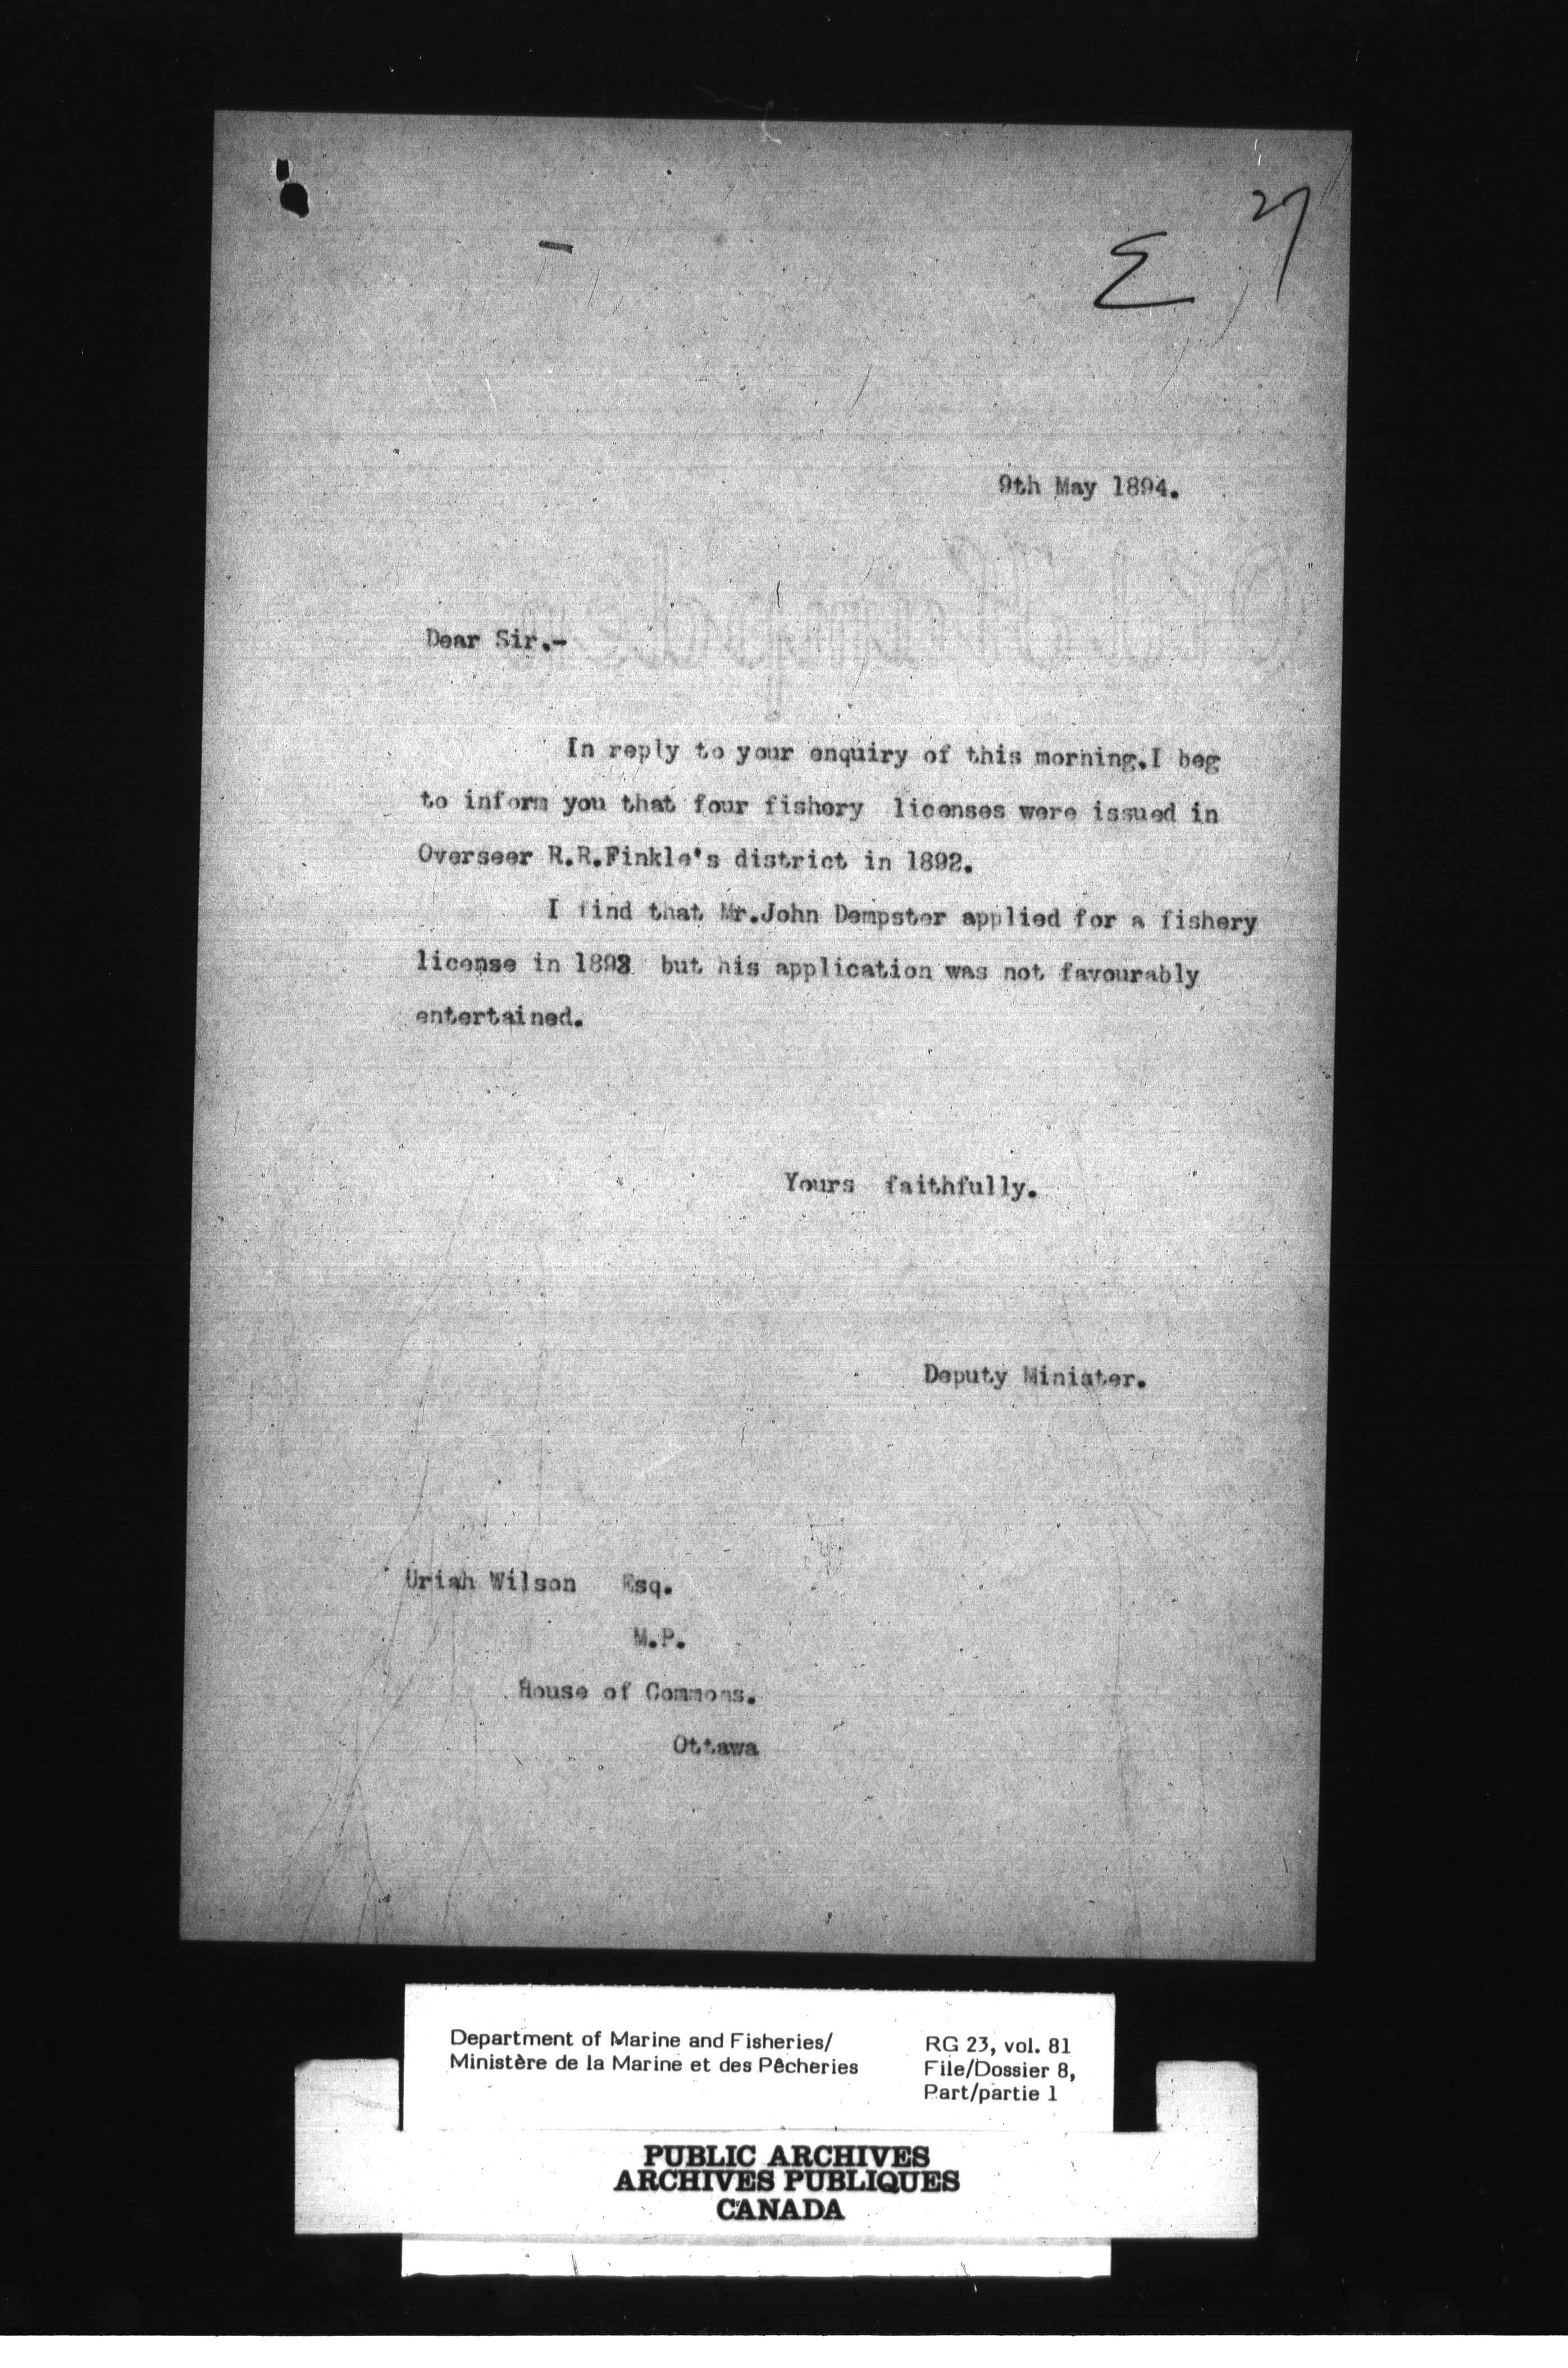 27
9th May 1894.
Dear Sir.-
In reply to your enquiry of this morning.I beg
to inform you that four fishery licenses were issued in
Overseer R.R.Finkle's district in 1892.
I find that Mr.John Dempster applied for a fishery
license in 1893 but his application was not favourably
entertained.
Yours faithfully.
Deputy Minister.
Uriah Wilson Esq.
M.P.
House of Commons.
Ottawa
Department of Marine and Fisheries/
Ministère de la Marine et des Pêcheries
RG 23, vol. 81
File/Dossier 8,
Part/partie 1
PUBLIC ARCHIVES
ARCHIVES PUBLIQUES
CANADA